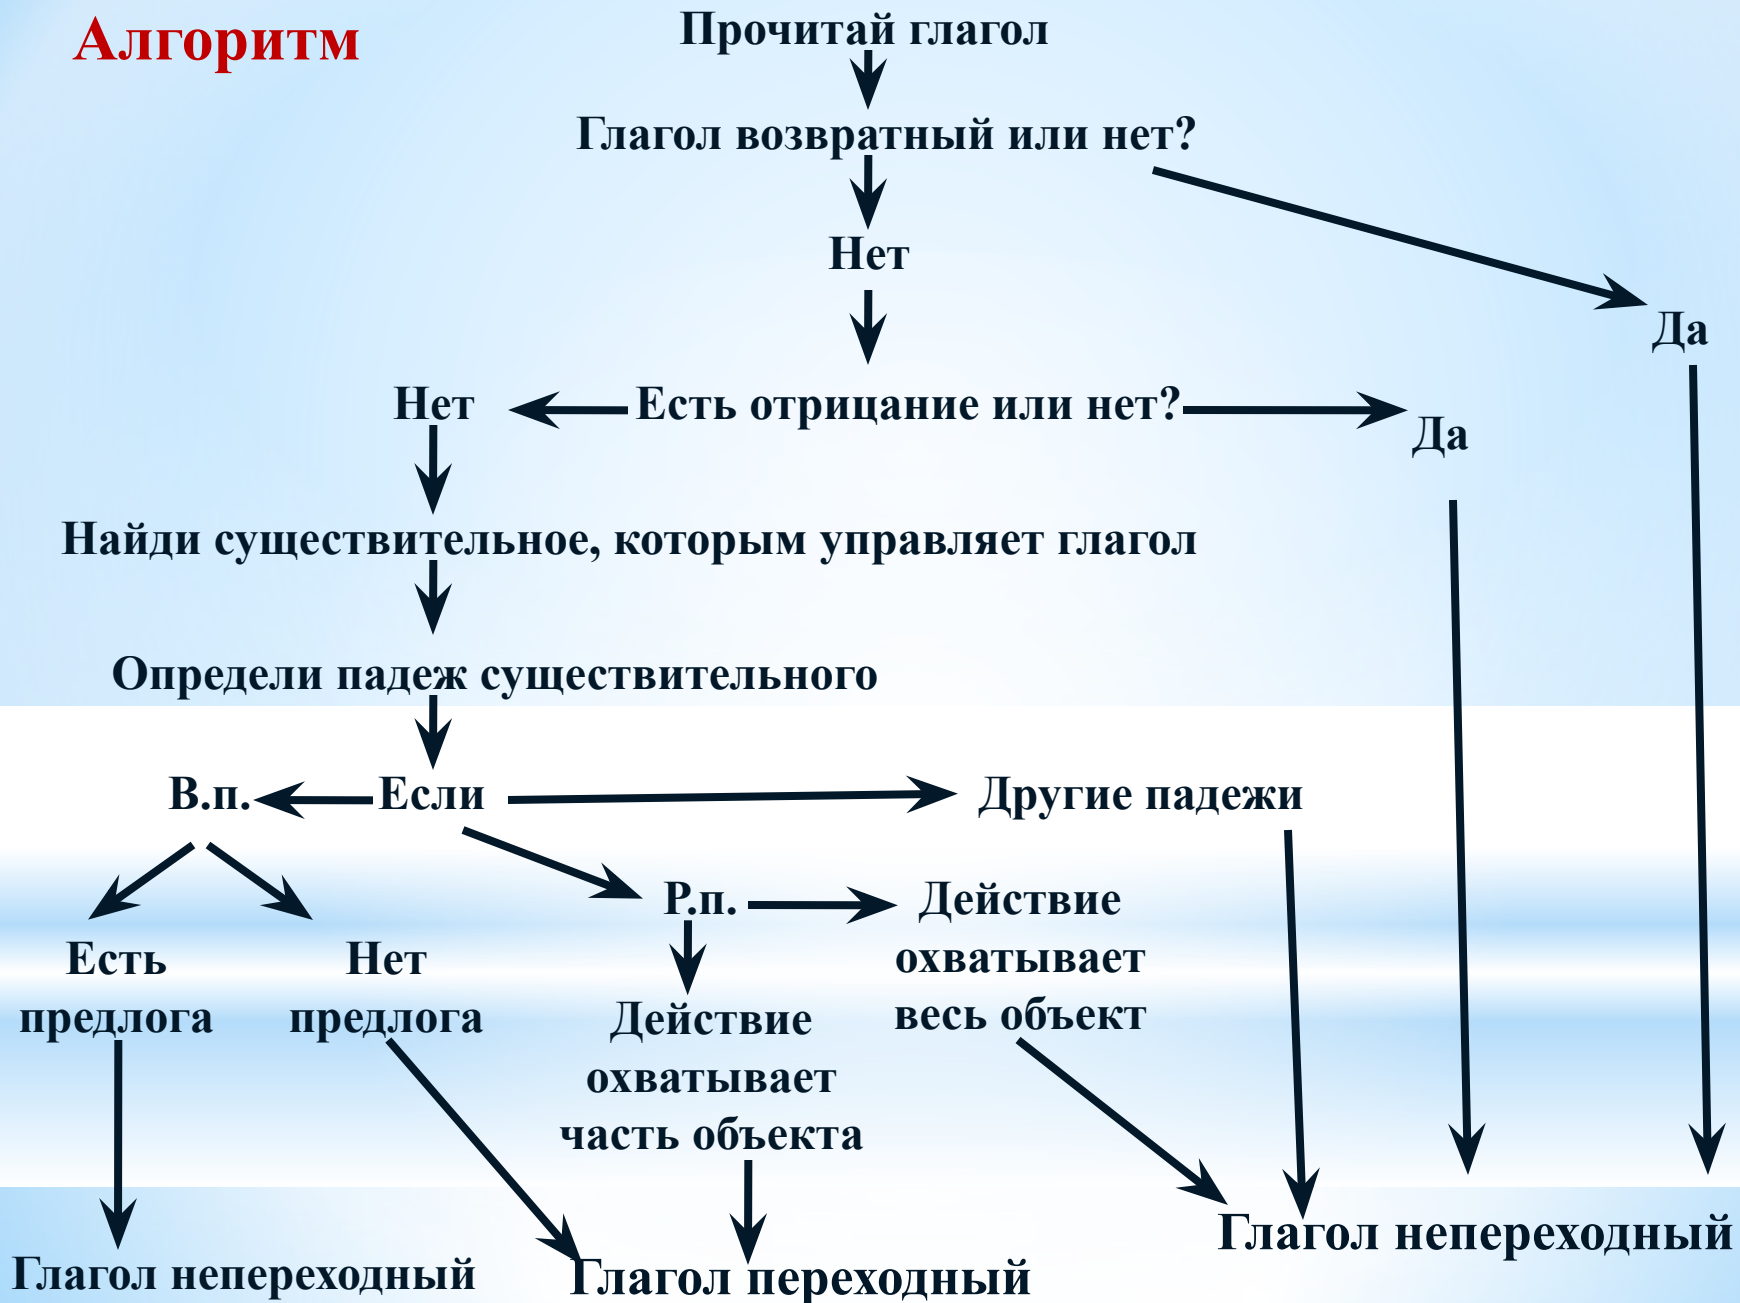 Алгоритм
Прочитай глагол
Глагол возвратный или нет?
Нет
Да
Нет
Есть отрицание или нет?
Да
Найди существительное, которым управляет глагол
Определи падеж существительного
В.п.
Если
Другие падежи
Есть
предлога
Нет
предлога
Р.п.
Действие
охватывает
часть объекта
Действие
охватывает
весь объект
Глагол непереходный
Глагол переходный
Глагол непереходный